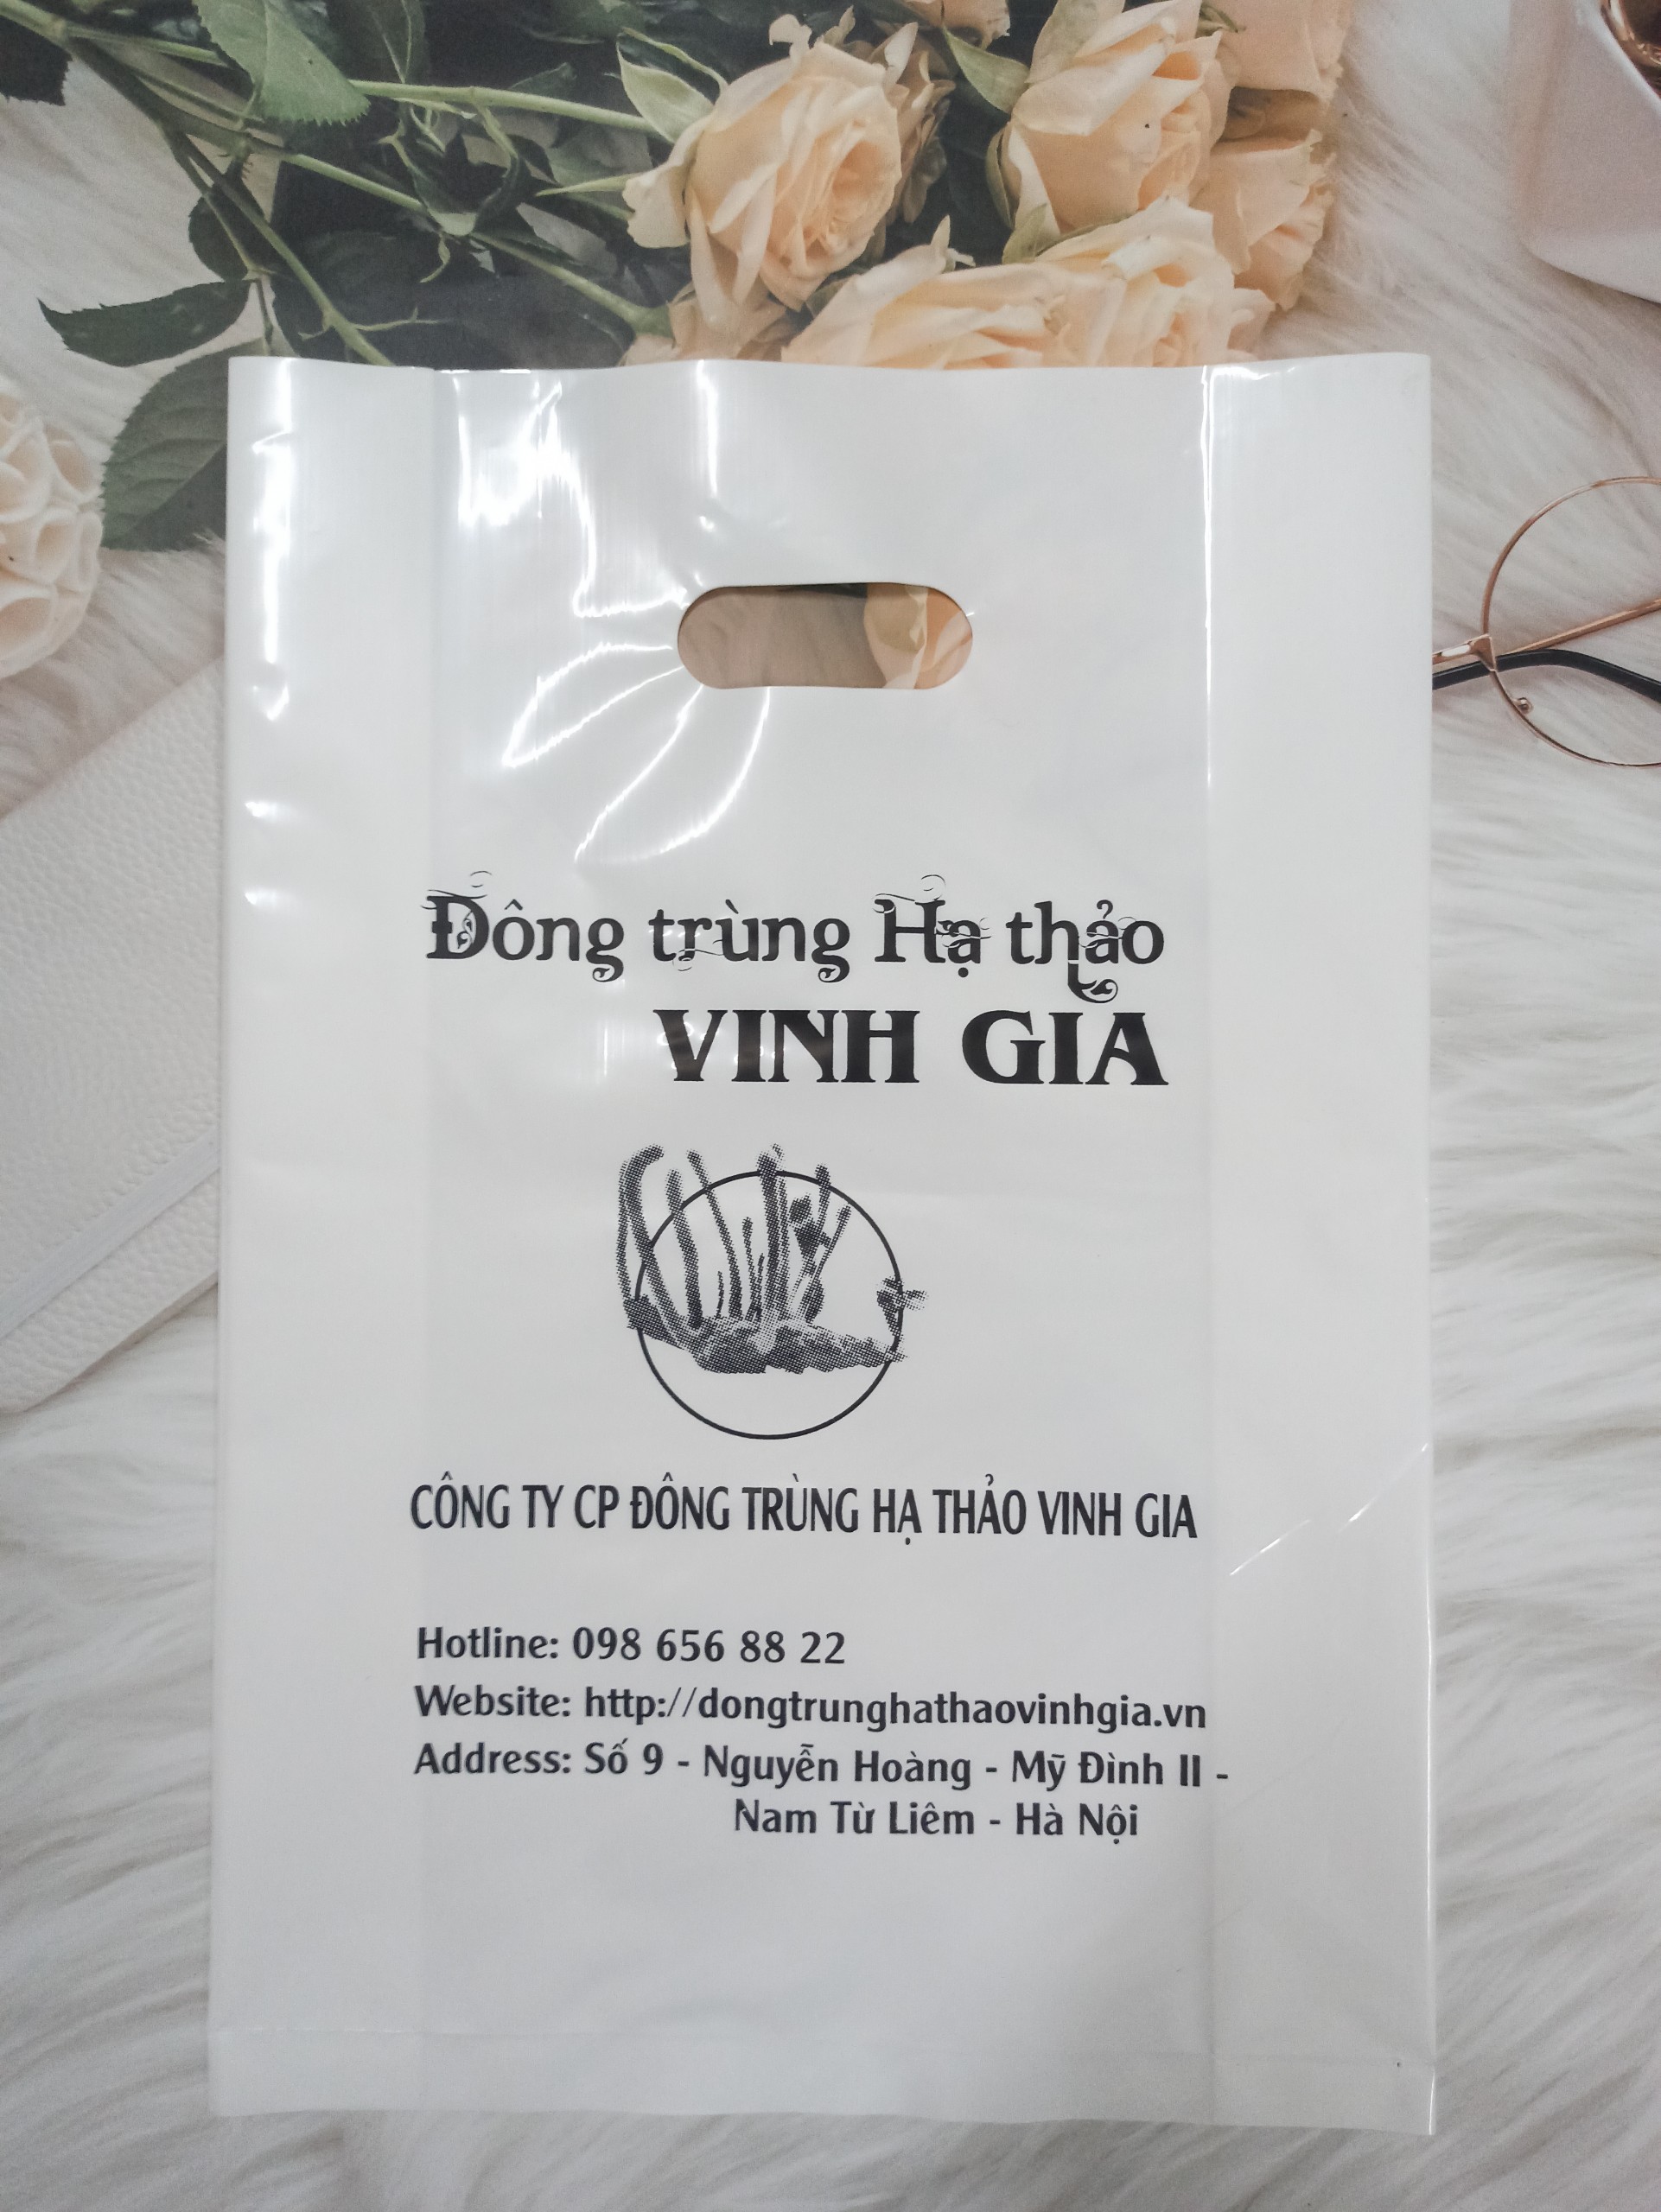 Đông trùng Hạ thảo
VINH GIA
CÔNG TY CP ĐÔNG TRÙNG HẠ THẢO VINH GIA
Hotline: 098 656 88 22
Website: http://dongtrunghathaovinhgia.vn
Address: Số 9 - Nguyễn Hoàng - Mỹ Đình II -
Nam Từ Liêm - Hà Nội